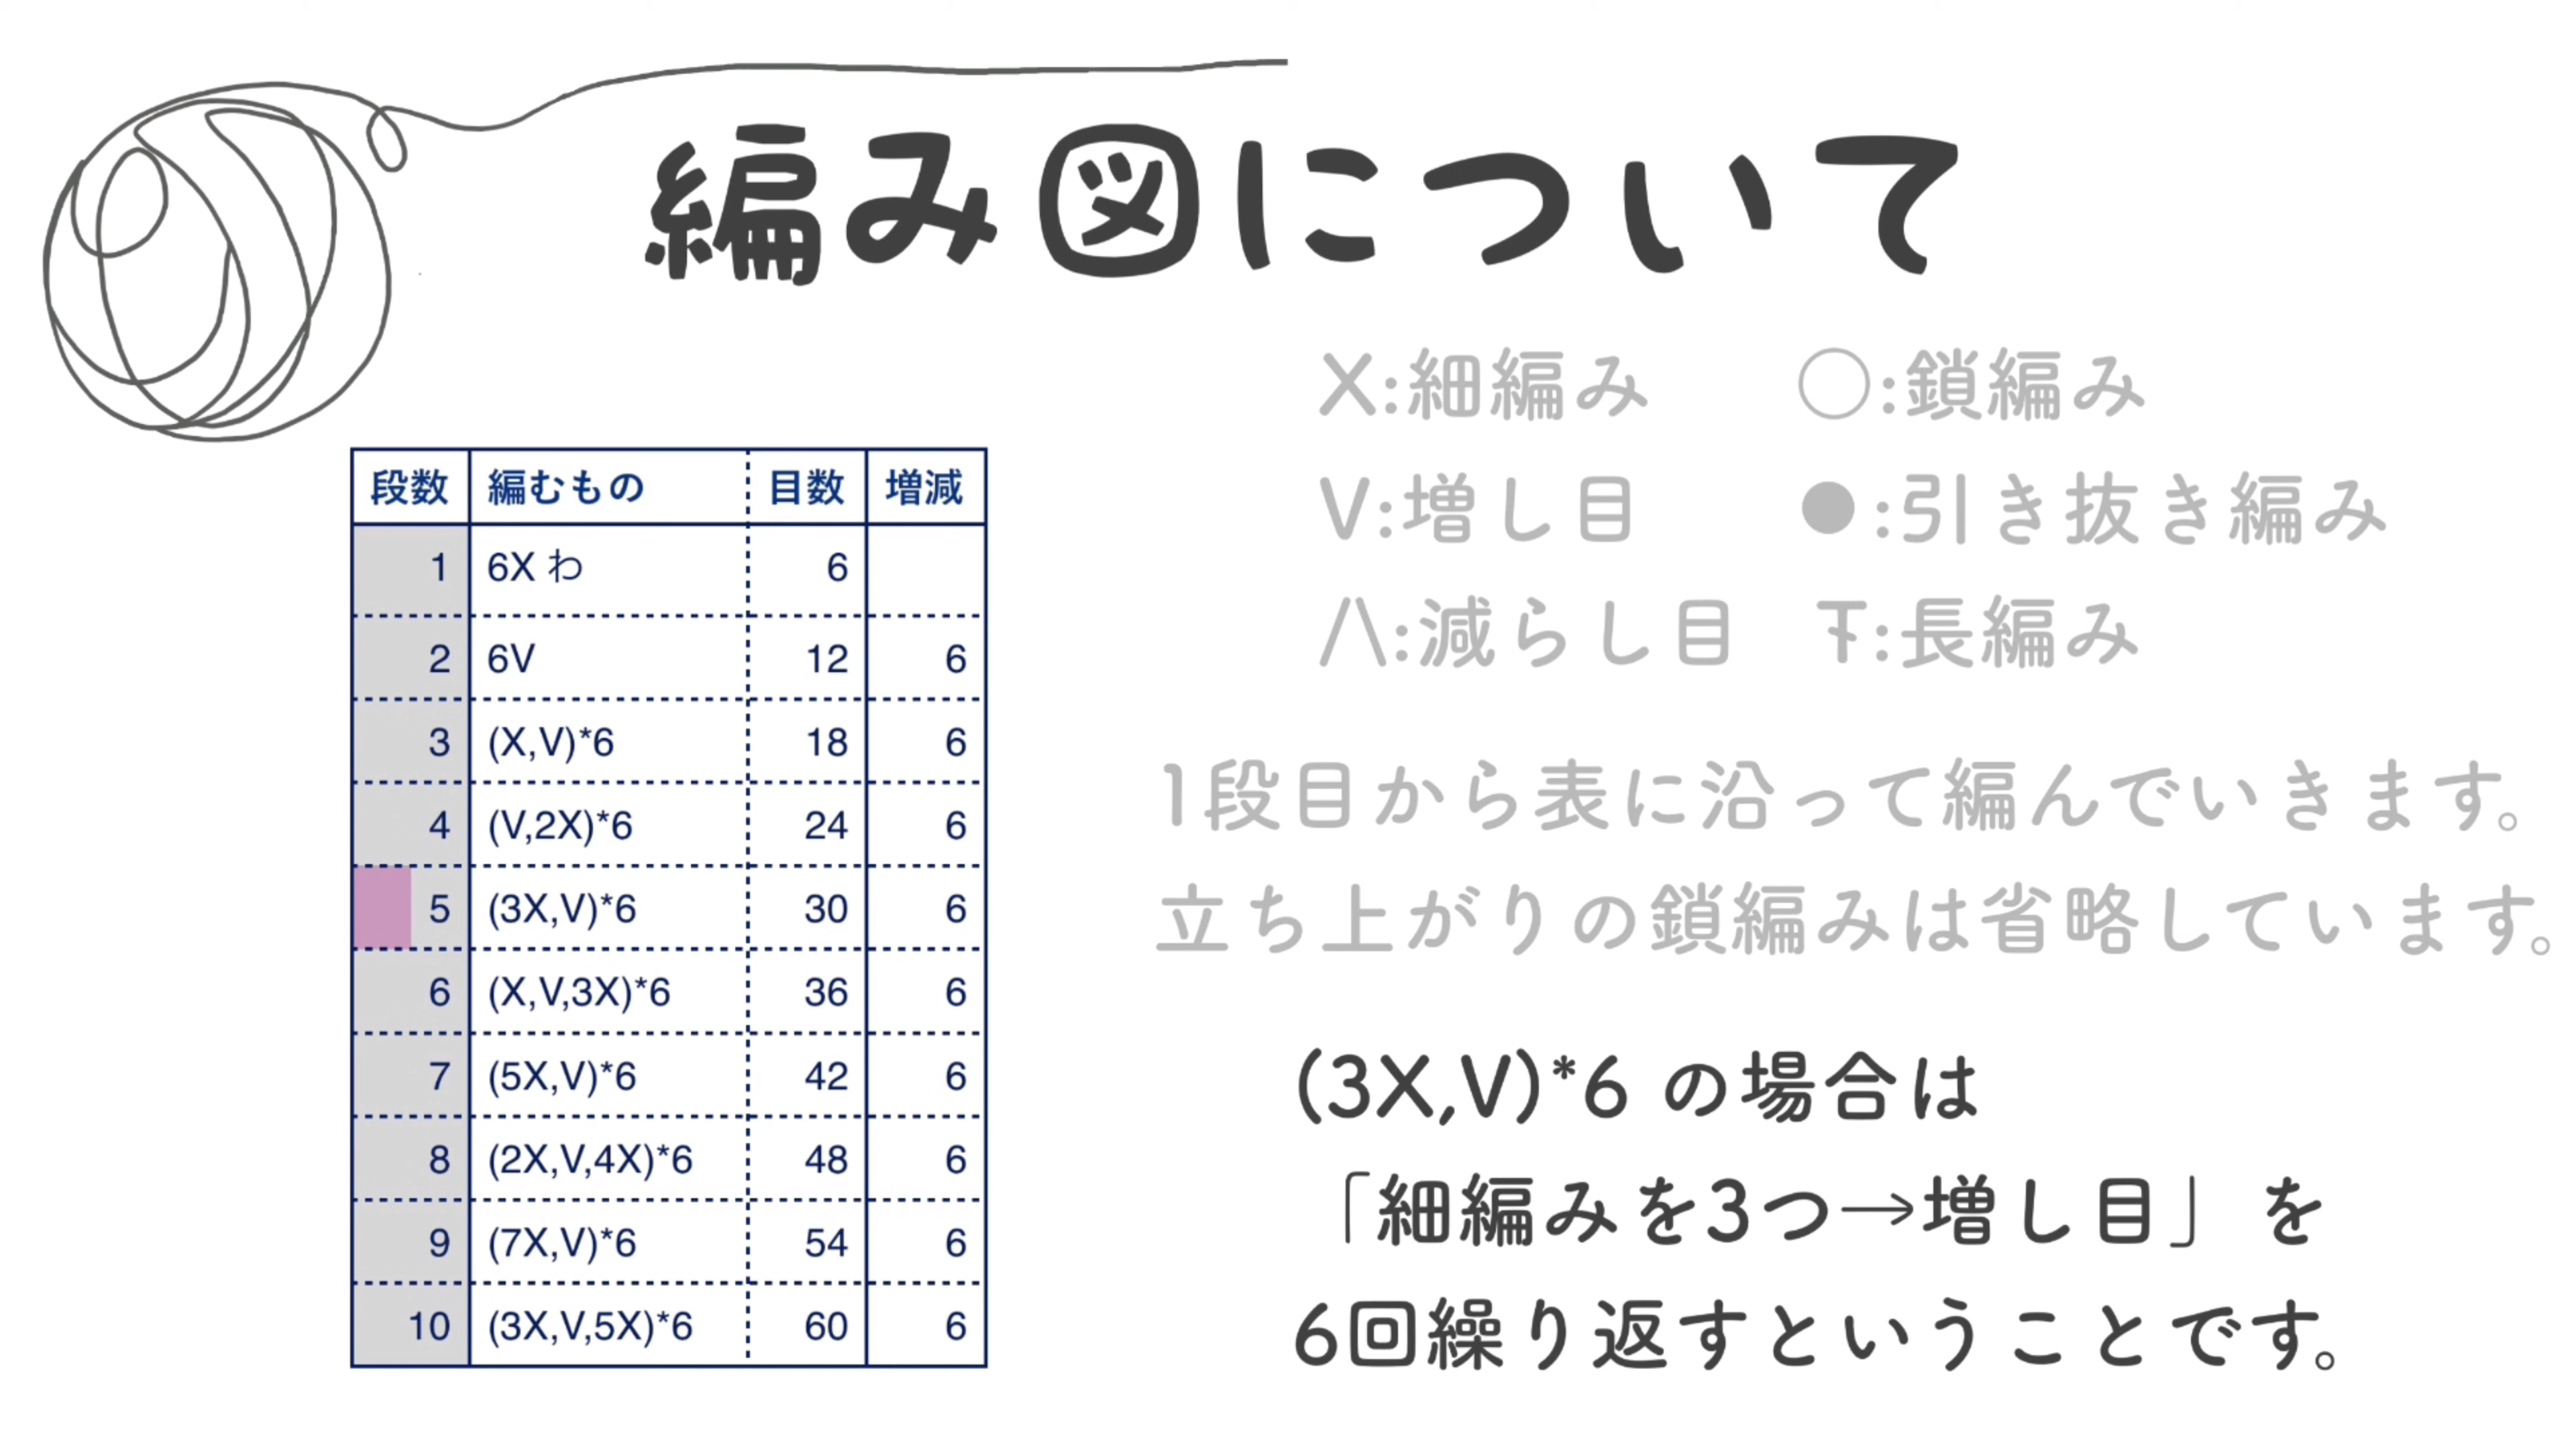 編み図について
X:細編み ○:鎖編み
V:増し目 ●:引き抜き編み
/\:減らし目 Ŧ:長編み
段数 編むもの 目数 増減
1 6X わ 6
2 6V 12 6
3 (X,V)*6 18 6
4 (V,2X)*6 24 6
5 (3X,V)*6 30 6
6 (X,V,3X)*6 36 6
7 (5X,V)*6 42 6
8 (2X,V,4X)*6 48 6
9 (7X,V)*6 54 6
10 (3X,V,5X)*6 60 6
1段目から表に沿って編んでいきます。
立ち上がりの鎖編みは省略しています。
(3X,V)*6 の場合は
「細編みを3つ→増し目」を
6回繰り返すということです。